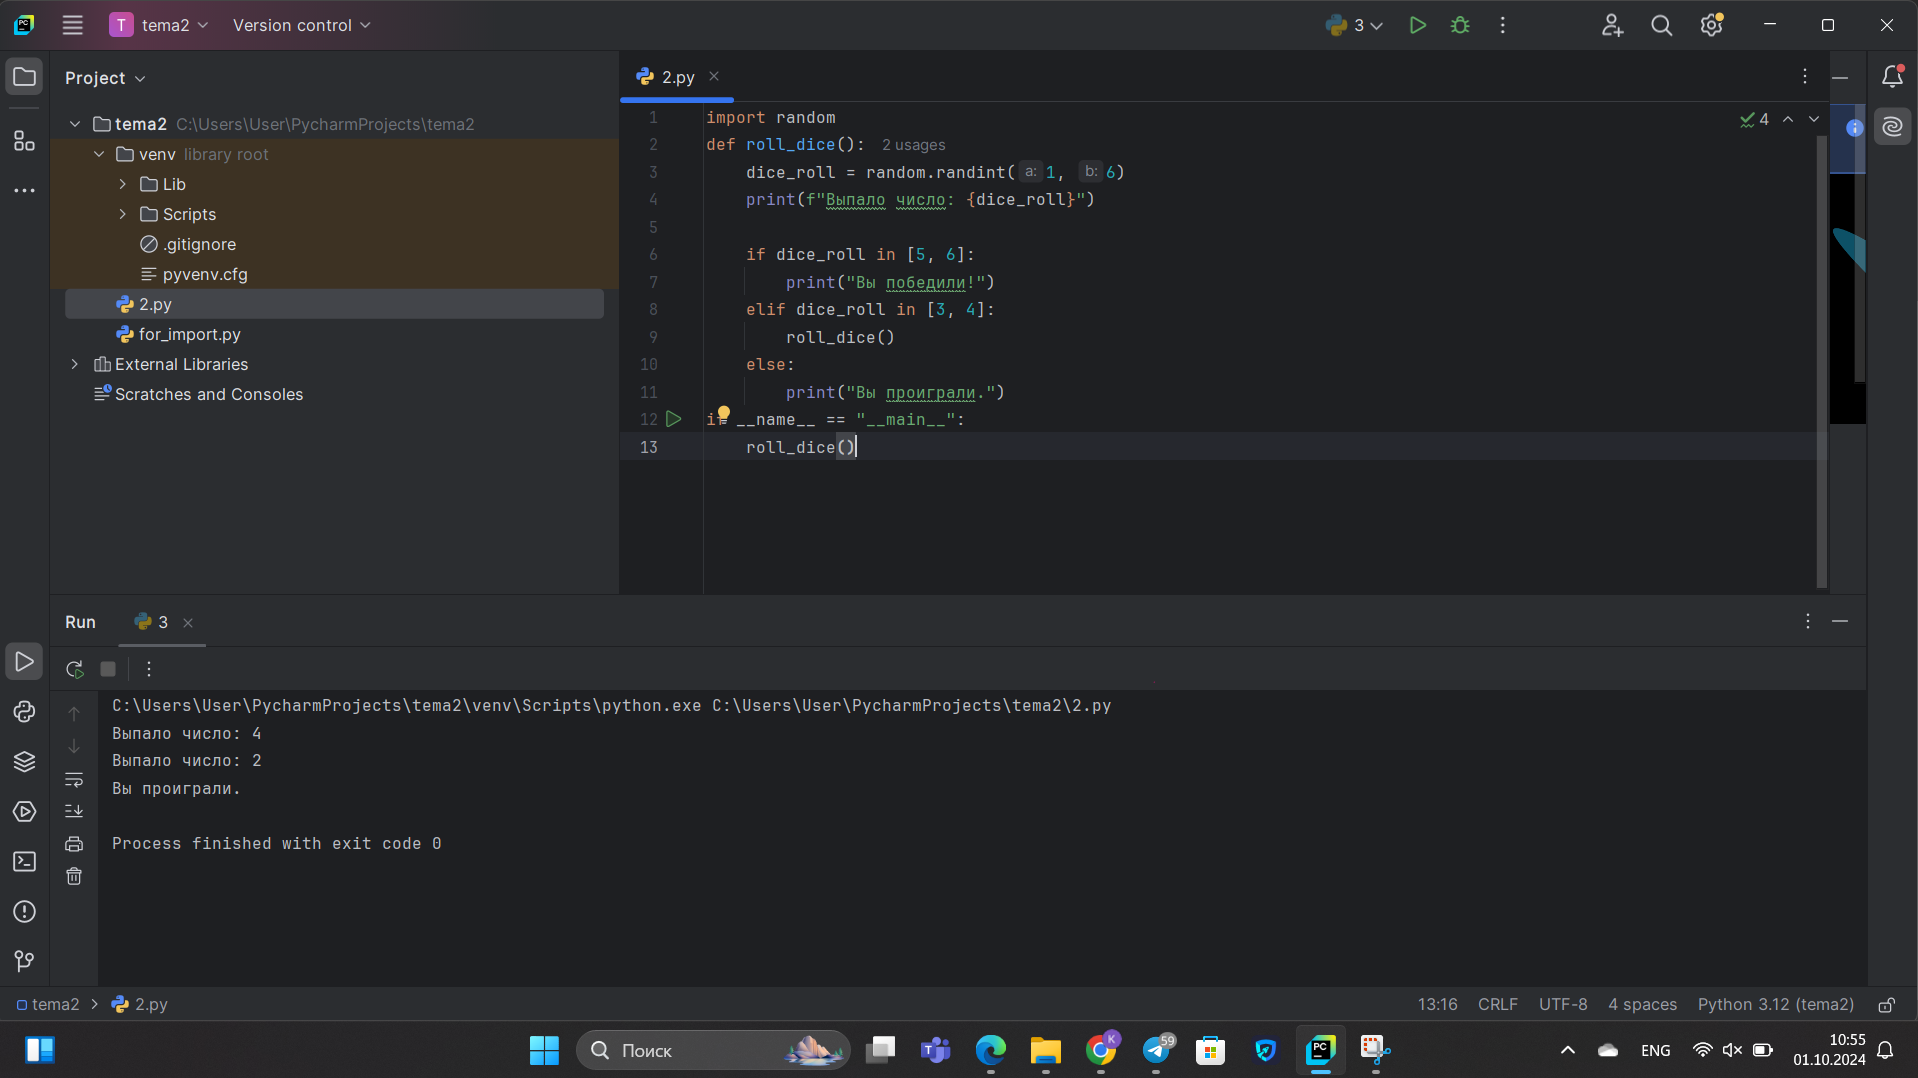 T tema2 Version control 3
Project
2.py
tema2 C:\Users\User\PycharmProjects\tema2
venv library root
Lib
Scripts
.gitignore
pyvenv.cfg
2.py
for_import.py
External Libraries
Scratches and Consoles
4
1 import random
2 def roll_dice(): 2 usages
3 dice_roll = random.randint( a: 1, b: 6)
4 print(f"Выпало число: {dice_roll}")
5
6 if dice_roll in [5, 6]:
7 print("Вы победили!")
8 elif dice_roll in [3, 4]:
9 roll_dice()
10 else:
11 print("Вы проиграли.")
12 if __name__ == "__main__":
13 roll_dice()
Run 3
C:\Users\User\PycharmProjects\tema2\venv\Scripts\python.exe C:\Users\User\PycharmProjects\tema2\2.py
Выпало число: 4
Выпало число: 2
Вы проиграли.
Process finished with exit code 0
tema2 2.py 13:16 CRLF UTF-8 4 spaces Python 3.12 (tema2)
Поиск
K
59
PC
ENG
10:55
01.10.2024